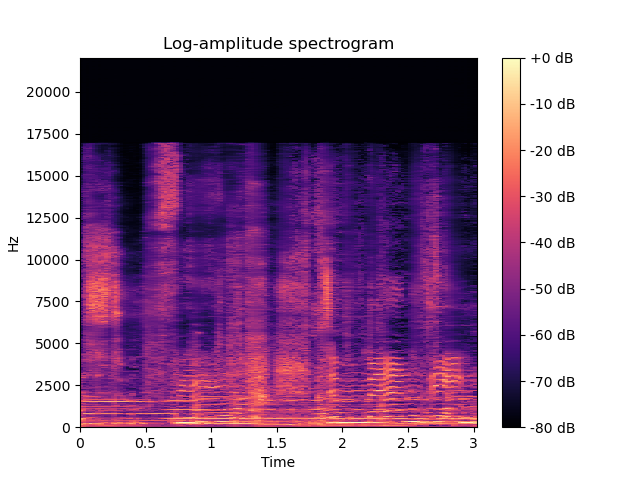 Log-amplitude spectrogram
Hz
20000
17500
15000
12500
10000
7500
5000
2500
0
0 0.5 1 1.5 2 2.5 3
Time
+0 dB
-10 dB
-20 dB
-30 dB
-40 dB
-50 dB
-60 dB
-70 dB
-80 dB